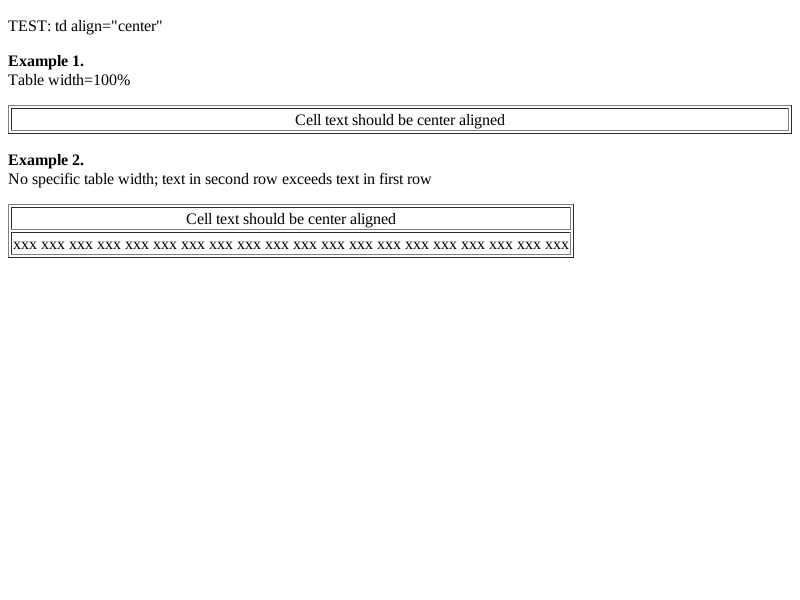 TEST: td align="center"
Example 1.
Table width=100%
Cell text should be center aligned
Example 2.
No specific table width; text in second row exceeds text in first row
Cell text should be center aligned
xxx xxx xxx xxx xxx xxx xxx xxx xxx xxx xxx xxx xxx xxx xxx xxx xxx xxx xxx xxx